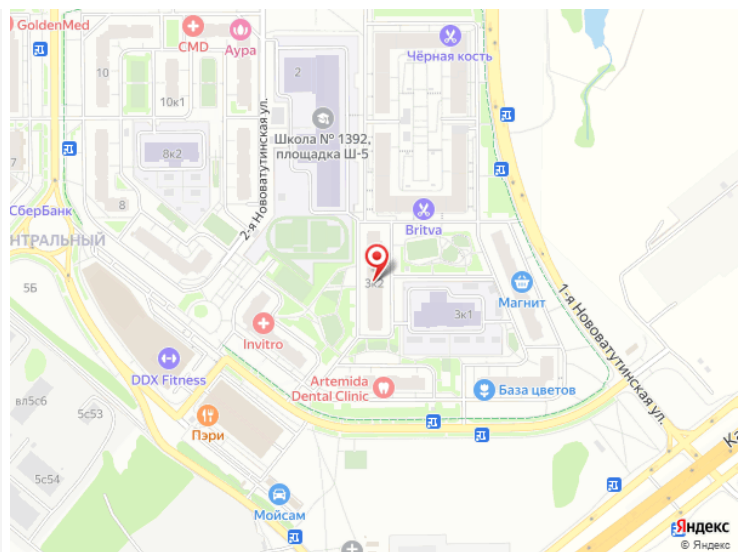 GoldenMed
CMD
Аура
Чёрная кость
10
10к1
2
2-я Нововатутинская ул.
Школа № 1392,
площадка Ш-5
8к2
7
8
СберБанк
Britva
НТРАЛЬНЫЙ
5Б
3к2
Магнит
1-я Нововатутинская ул.
3к1
Invitro
DDX Fitness
Artemida
Dental Clinic
База цветов
вл5с6
5с53
Пэри
Ка
5с54
Мойсам
Яндекс
© Яндекс